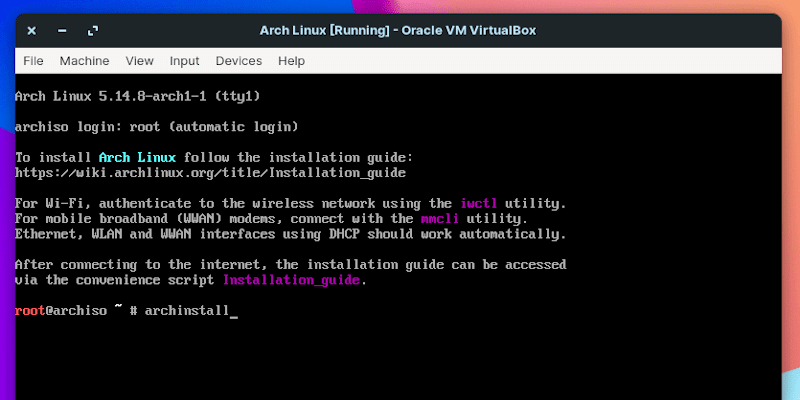 Arch Linux [Running] - Oracle VM VirtualBox
File Machine View Input Devices Help
Arch Linux 5.14.8-arch1-1 (tty1)
archiso login: root (automatic login)
To install Arch Linux follow the installation guide:
https://wiki.archlinux.org/title/Installation_guide
For Wi-Fi, authenticate to the wireless network using the iwctl utility.
For mobile broadband (WWAN) modems, connect with the mmcli utility.
Ethernet, WLAN and WWAN interfaces using DHCP should work automatically.
After connecting to the internet, the installation guide can be accessed
via the convenience script Installation_guide.
root@archiso ~ # archinstall_